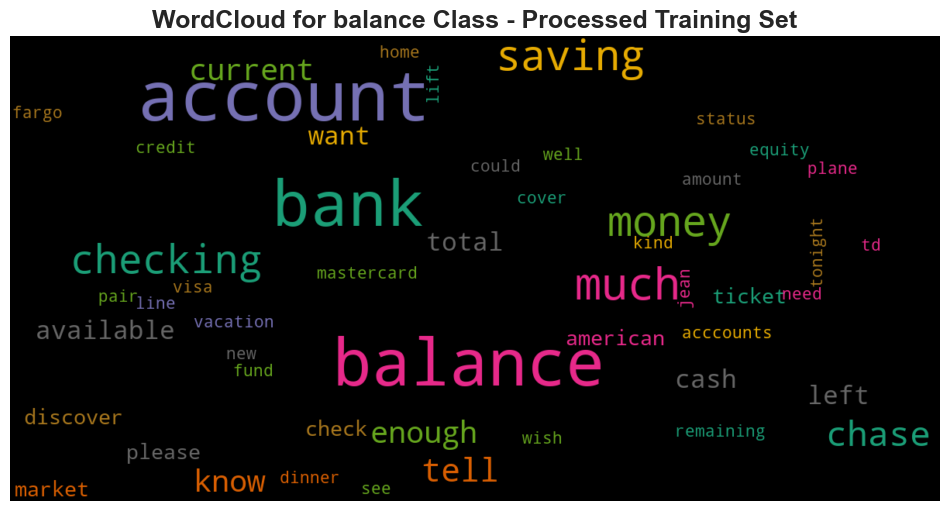 WordCloud for balance Class - Processed Training Set
home
saving
current
lift
account
fargo
status
want
credit
well
equity
could
plane
amount
cover
bank
money
total
kind
tonight
td
checking
mastercard
much
jean
visa
pair
line
ticket
need
vacation
available
american
acccounts
new
balance
fund
cash
left
discover
check
enough
wish
remaining
chase
please
tell
know
dinner
market
see